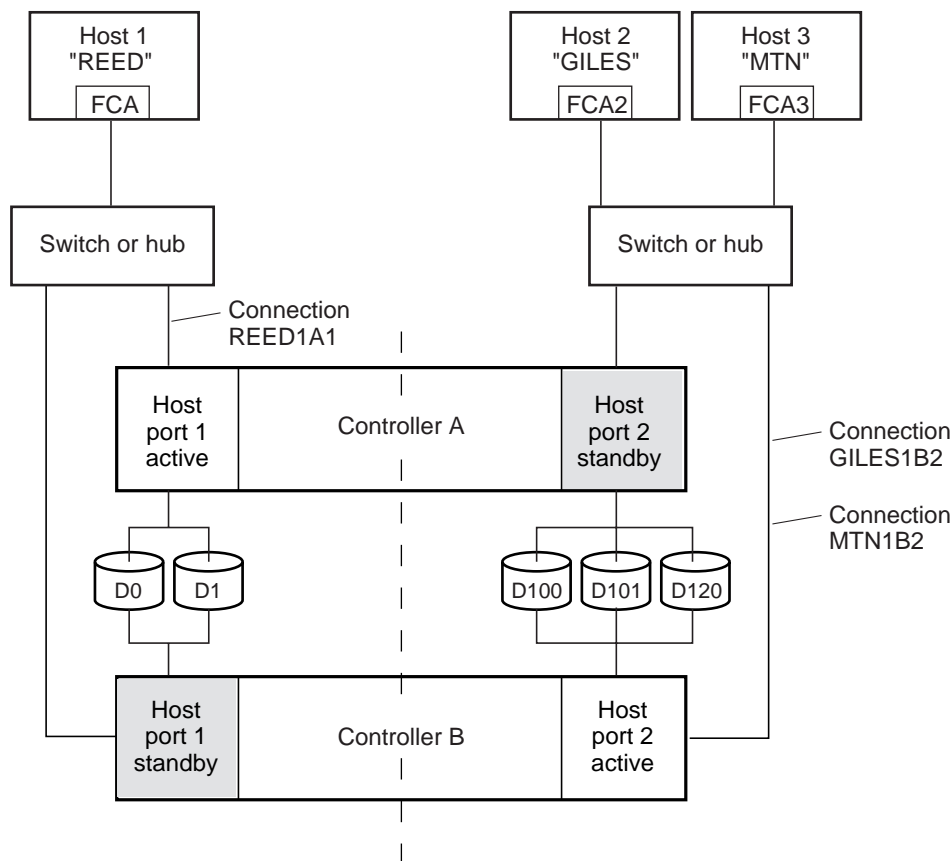 Host 1
"REED"
FCA
Host 2
"GILES"
FCA2
Host 3
"MTN"
FCA3
Switch or hub
Switch or hub
Connection
REED1A1
Host
port 1
active
Controller A
Host
port 2
standby
Connection
GILES1B2
Connection
MTN1B2
D0
D1
D100
D101
D120
Host
port 1
standby
Controller B
Host
port 2
active